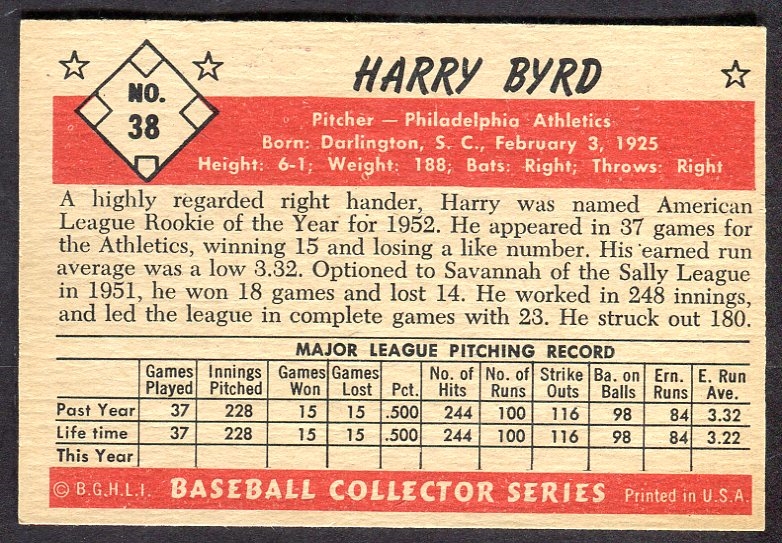 NO.
38
HARRY BYRD
Pitcher — Philadelphia Athletics
Born: Darlington, S. C., February 3, 1925
Height: 6-1; Weight: 188; Bats: Right; Throws Right
A highly regarded right hander, Harry was named American
League Rookie of the Year for 1952. He appeared in 37 games for
the Athletics, winning 15 and losing a like number. His earned run
average was a low 3.32. Optioned to Savannah of the Sally League
in 1951, he won 18 games and lost 14. He worked in 248 innings,
and led the league in complete games with 23. He struck out 180.
MAJOR LEAGUE PITCHING RECORD
Games Innings Games Games No. of No. of Strike Ba. on Ern. E. Run
Played Pitched Won Lost Pct. Hits Runs Outs Balls Runs Ave.
Past Year 37 228 15 15 .500 244 100 116 98 84 3.32
Life time 37 228 15 15 .500 244 100 116 98 84 3.22
This Year
© B.G.H.L.I. BASEBALL COLLECTOR SERIES Printed in U.S.A.